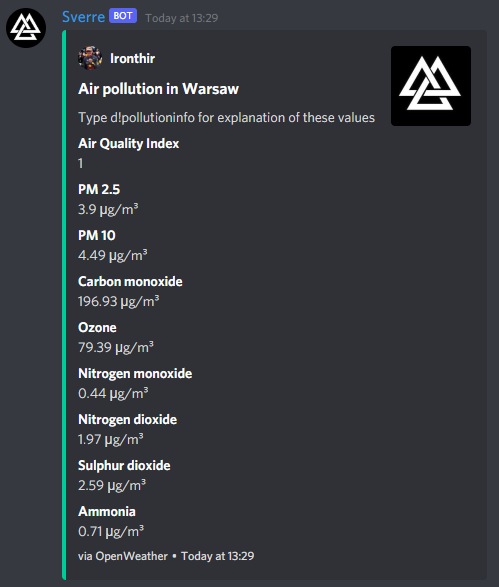 Sverre BOT Today at 13:29
Ironthir
Air pollution in Warsaw
Type d!pollutioninfo for explanation of these values
Air Quality Index
1
PM 2.5
3.9 µg/m³
PM 10
4.49 µg/m³
Carbon monoxide
196.93 µg/m³
Ozone
79.39 µg/m³
Nitrogen monoxide
0.44 µg/m³
Nitrogen dioxide
1.97 µg/m³
Sulphur dioxide
2.59 µg/m³
Ammonia
0.71 µg/m³
via OpenWeather • Today at 13:29